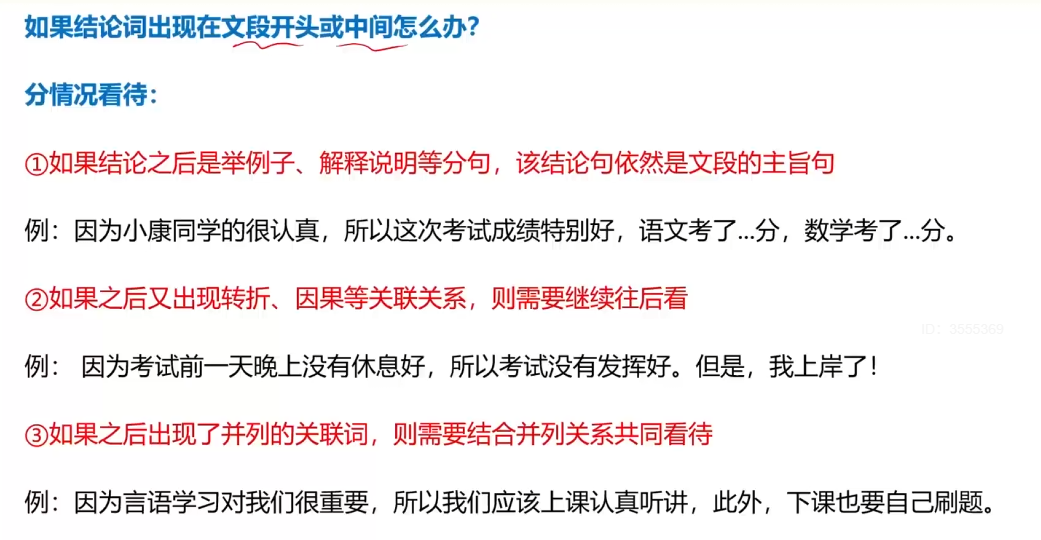 如果结论词出现在文段开头或中间怎么办？
分情况看待：
①如果结论之后是举例子、解释说明等分句，该结论句依然是文段的主旨句
例：因为小康同学的很认真，所以这次考试成绩特别好，语文考了...分，数学考了...分。
②如果之后又出现转折、因果等关联关系，则需要继续往后看
ID：3555369
例： 因为考试前一天晚上没有休息好，所以考试没有发挥好。但是，我上岸了！
③如果之后出现了并列的关联词，则需要结合并列关系共同看待
例：因为言语学习对我们很重要，所以我们应该上课认真听讲，此外，下课也要自己刷题。